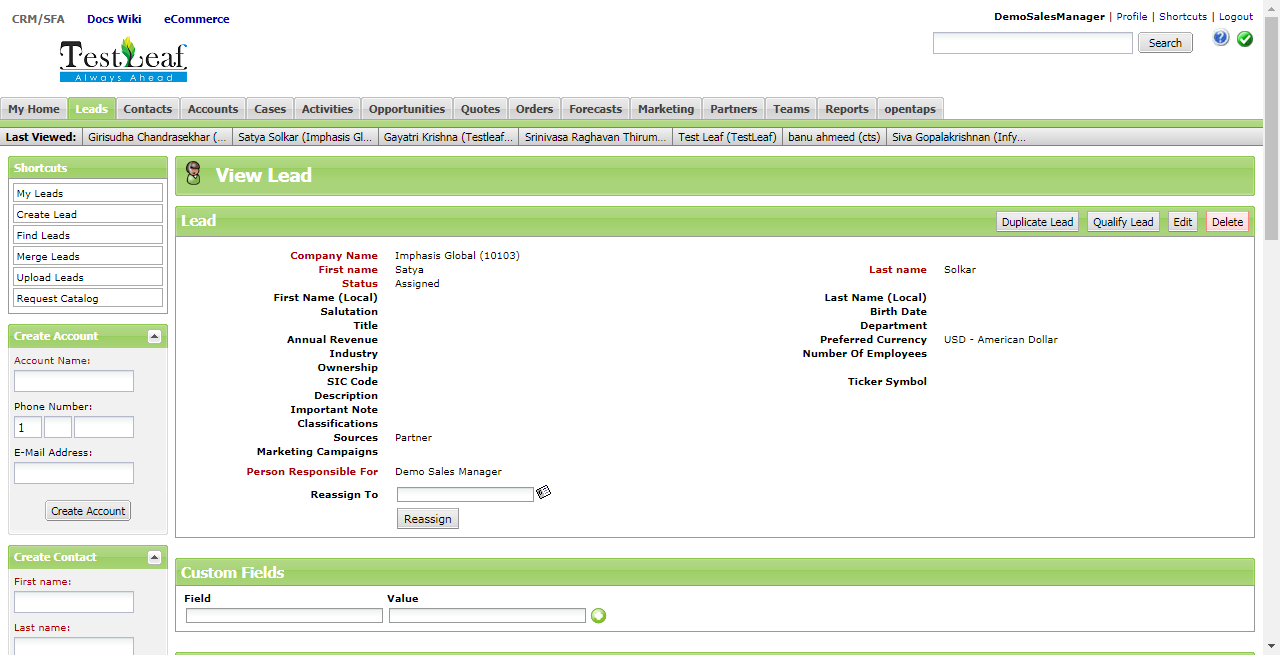 CRM/SFA Docs Wiki eCommerce
DemoSalesManager | Profile | Shortcuts | Logout
TestLeaf
Always Ahead
Search
?
My Home Leads Contacts Accounts Cases Activities Opportunities Quotes Orders Forecasts Marketing Partners Teams Reports opentaps
Last Viewed: Girisudha Chandrasekhar (... Satya Solkar (Imphasis Gl... Gayatri Krishna (Testleaf... Srinivasa Raghavan Thirum... Test Leaf (TestLeaf) banu ahmeed (cts) Siva Gopalakrishnan (Infy...
Shortcuts
My Leads
Create Lead
Find Leads
Merge Leads
Upload Leads
Request Catalog
Create Account
Account Name:
Phone Number:
1
E-Mail Address:
Create Account
Create Contact
First name:
Last name:
View Lead
Lead
Duplicate Lead Qualify Lead Edit Delete
Company Name Imphasis Global (10103)
First name Satya Last name Solkar
Status Assigned
First Name (Local) Last Name (Local)
Salutation Birth Date
Title Department
Annual Revenue Preferred Currency USD - American Dollar
Industry Number Of Employees
Ownership
SIC Code Ticker Symbol
Description
Important Note
Classifications
Sources Partner
Marketing Campaigns
Person Responsible For Demo Sales Manager
Reassign To
Reassign
Custom Fields
Field Value